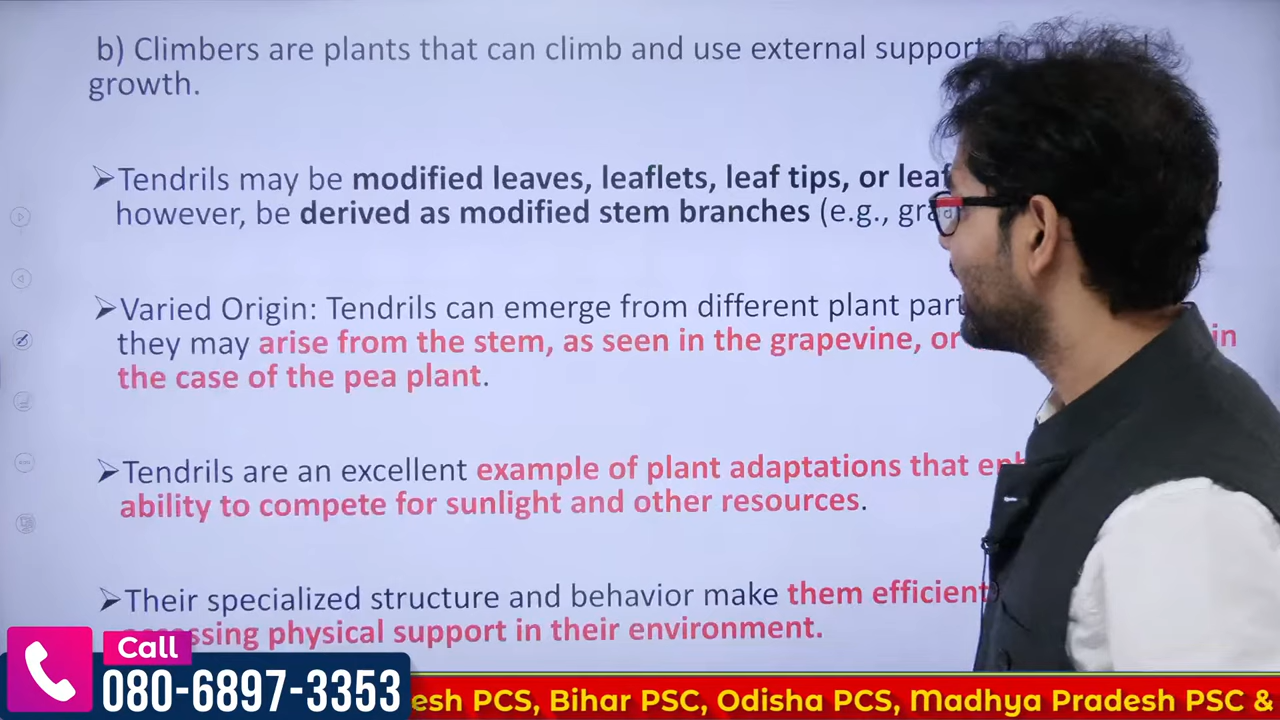 b) Climbers are plants that can climb and use external support for
growth.
➢Tendrils may be modified leaves, leaflets, leaf tips, or leaf
however, be derived as modified stem branches (e.g.,
➢Varied Origin: Tendrils can emerge from different plant
they may arise from the stem, as seen in the grapevine, or in
the case of the pea plant.
➢Tendrils are an excellent example of plant adaptations that
ability to compete for sunlight and other resources.
➢Their specialized structure and behavior make them efficient
physical support in their environment.
Call
080-6897-3353
esh PCS, Bihar PSC, Odisha PCS, Madhya Pradesh PSC &